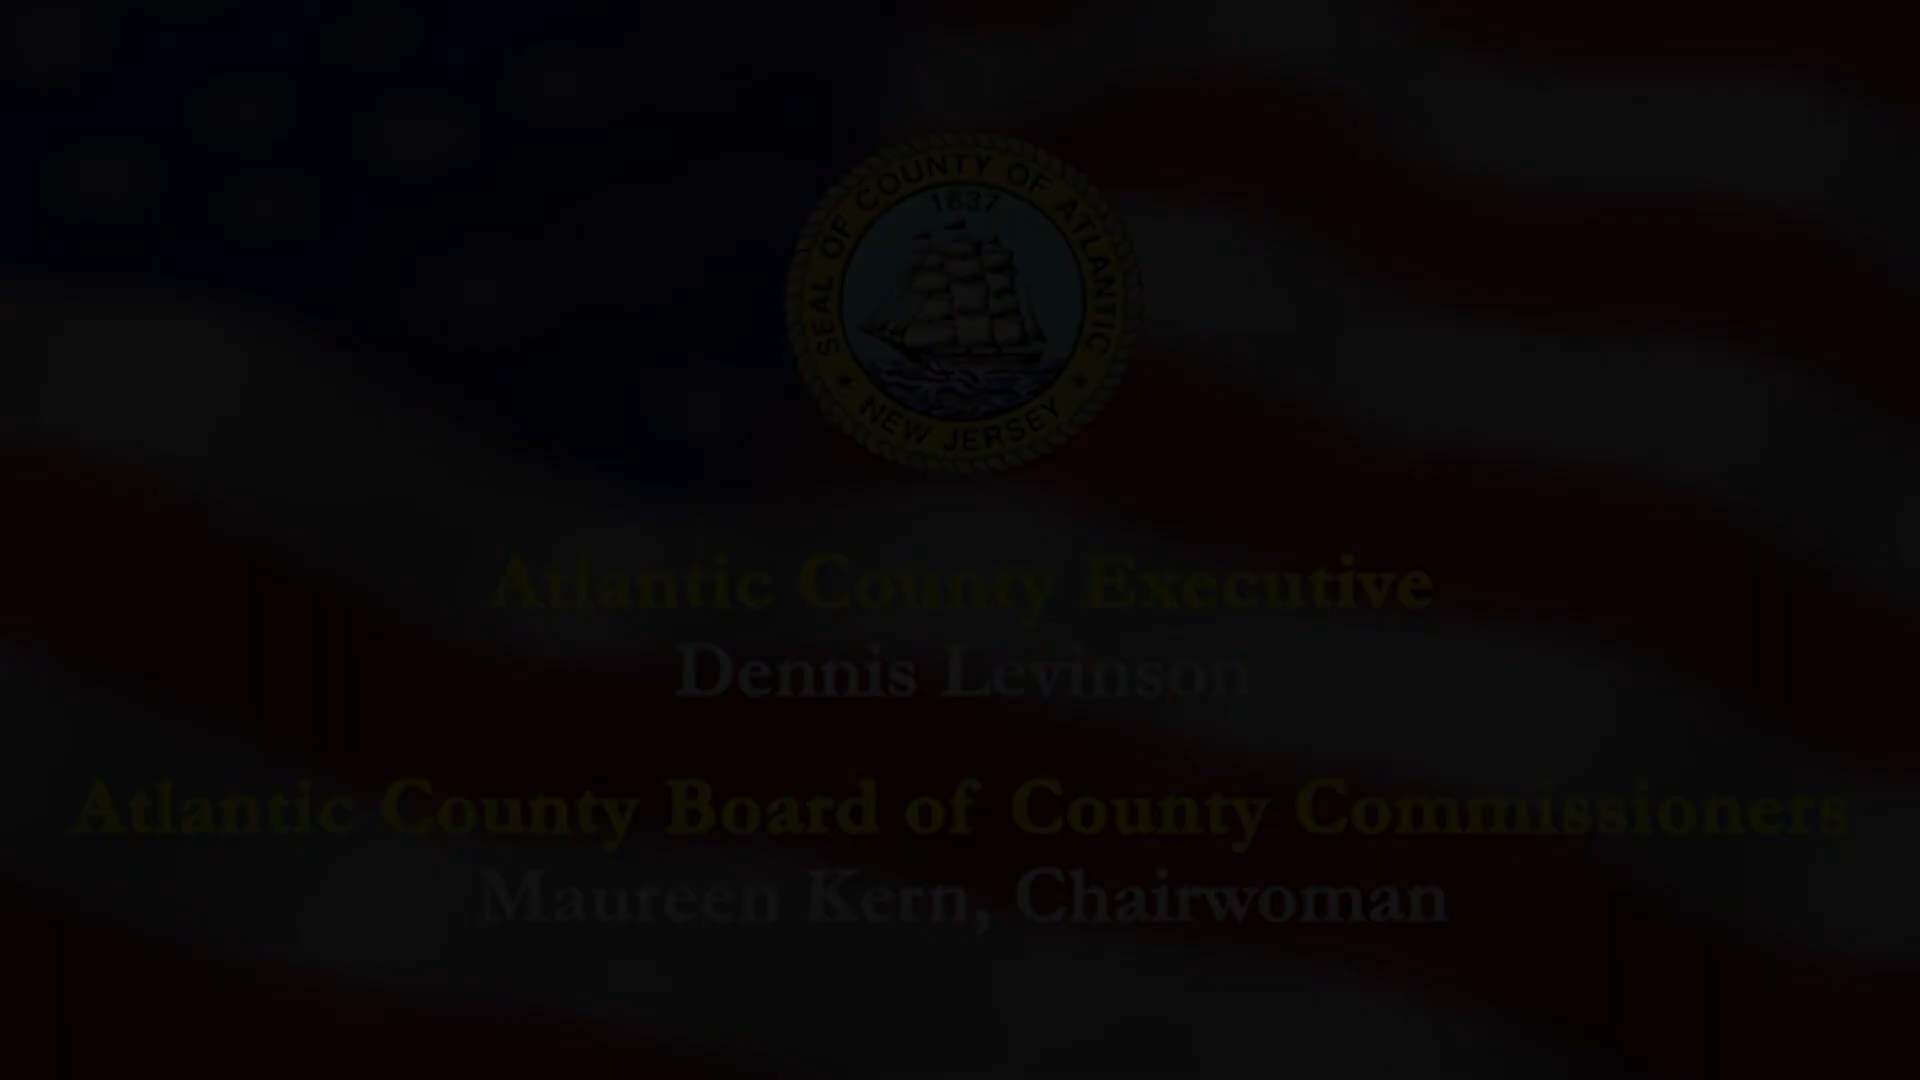 SEAL OF COUNTY OF ATLANTIC
1837
NEW JERSEY
Atlantic County Executive
Dennis Levinson
Atlantic County Board of County Commissioners
Maureen Kern, Chairwoman